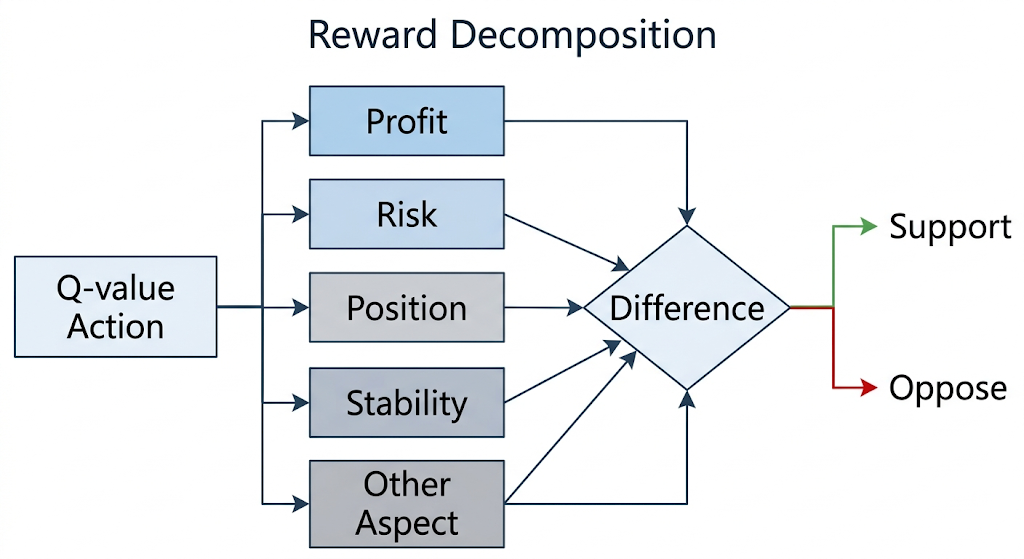 Reward Decomposition
Q-value
Action
Profit
Risk
Position
Stability
Other
Aspect
Difference
Support
Oppose